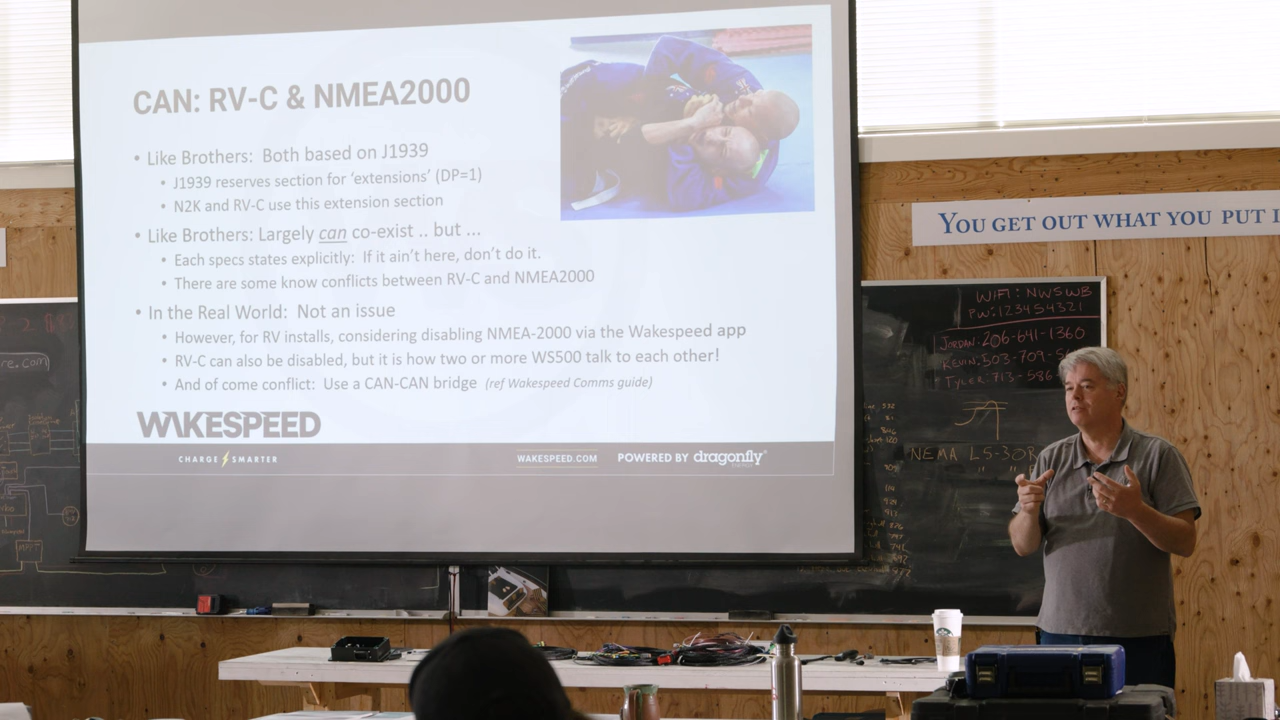 CAN: RV-C & NMEA2000
• Like Brothers: Both based on J1939
• J1939 reserves section for 'extensions' (DP=1)
• N2K and RV-C use this extension section
• Like Brothers: Largely can co-exist .. but ...
• Each specs states explicitly: If it ain't here, don't do it.
• There are some know conflicts between RV-C and NMEA2000
• In the Real World: Not an issue
• However, for RV installs, considering disabling NMEA-2000 via the Wakespeed app
• RV-C can also be disabled, but it is how two or more WS500 talk to each other!
• And of come conflict: Use a CAN-CAN bridge (ref Wakespeed Comms guide)
WAKESPEED
CHARGE SMARTER
WAKESPEED.COM
POWERED BY dragonfly
YOU GET OUT WHAT YOU PUT
WIFI: NWSWB
PW: 123454321
JORDAN: 206-641-1360
KEVIN: 503-709-
TYLER: 713-586
NEMA L5-30R